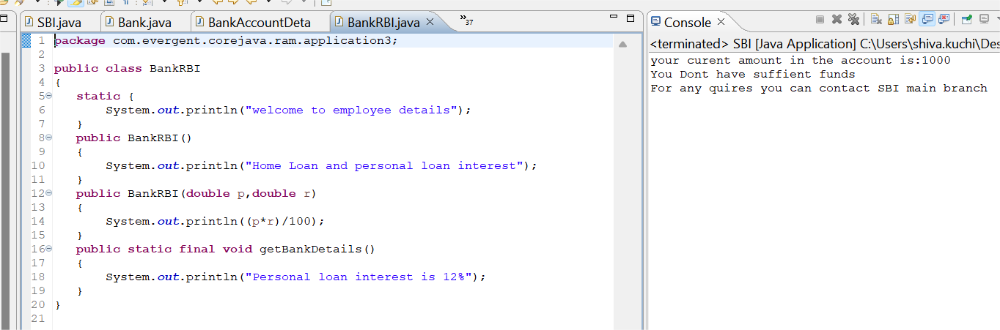 SBI.java Bank.java BankAccountDeta BankRBI.java »37
1 package com.evergent.corejava.ram.application3;
2
3 public class BankRBI
4 {
5 static {
6 System.out.println("welcome to employee details");
7 }
8 public BankRBI()
9 {
10 System.out.println("Home Loan and personal loan interest");
11 }
12 public BankRBI(double p,double r)
13 {
14 System.out.println((p*r)/100);
15 }
16 public static final void getBankDetails()
17 {
18 System.out.println("Personal loan interest is 12%");
19 }
20 }
21
Console
<terminated> SBI [Java Application] C:\Users\shiva.kuchi\Des
your curent amount in the account is:1000
You Dont have suffient funds
For any quires you can contact SBI main branch